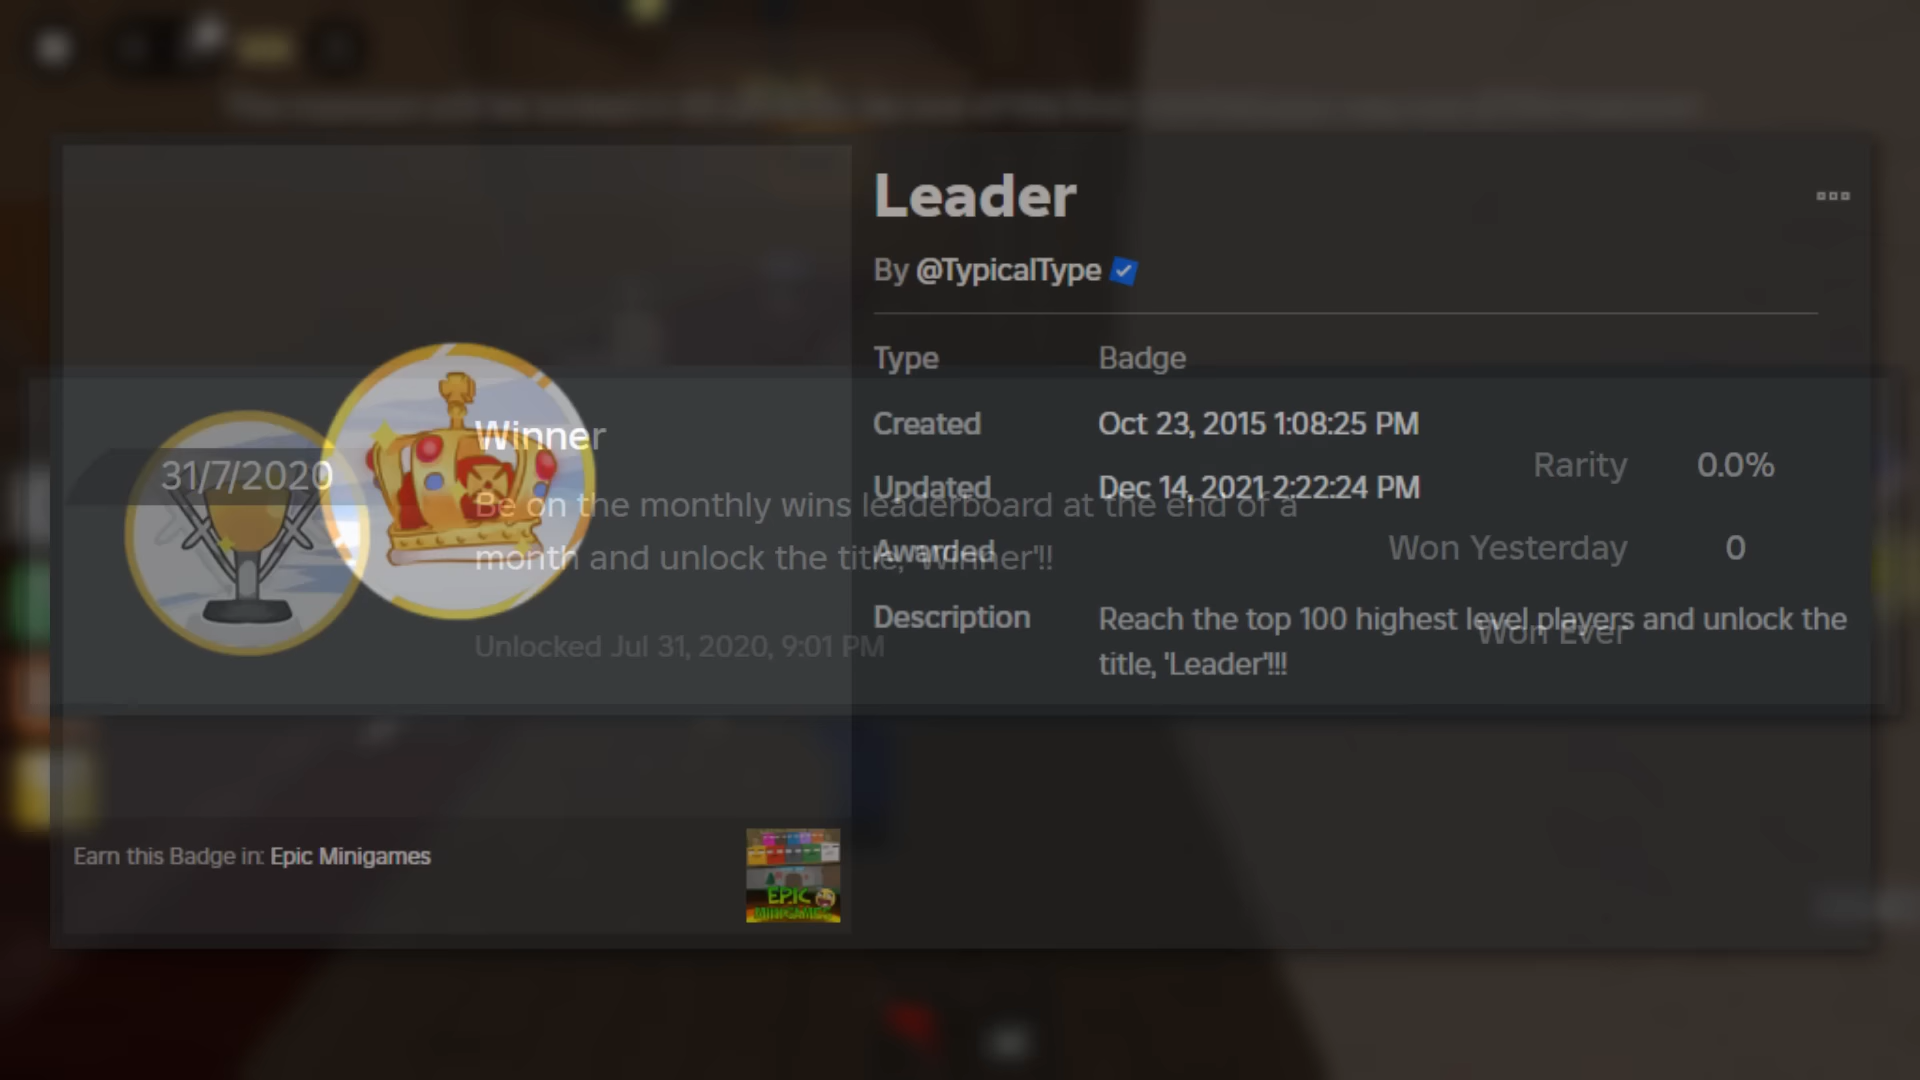 Leader
By @TypicalType
Type Badge
Created Oct 23, 2015 1:08:25 PM
Updated Dec 14, 2021 2:22:24 PM
Awarded
Description Reach the top 100 highest level players and unlock the
title, 'Leader'!!!
31/7/2020
Winner
Be on the monthly wins leaderboard at the end of a
month and unlock the title, 'Winner'!!
Unlocked Jul 31, 2020, 9:01 PM
Rarity 0.0%
Won Yesterday 0
Won Ever
Earn this Badge in: Epic Minigames
EPIC
MINIGAMES